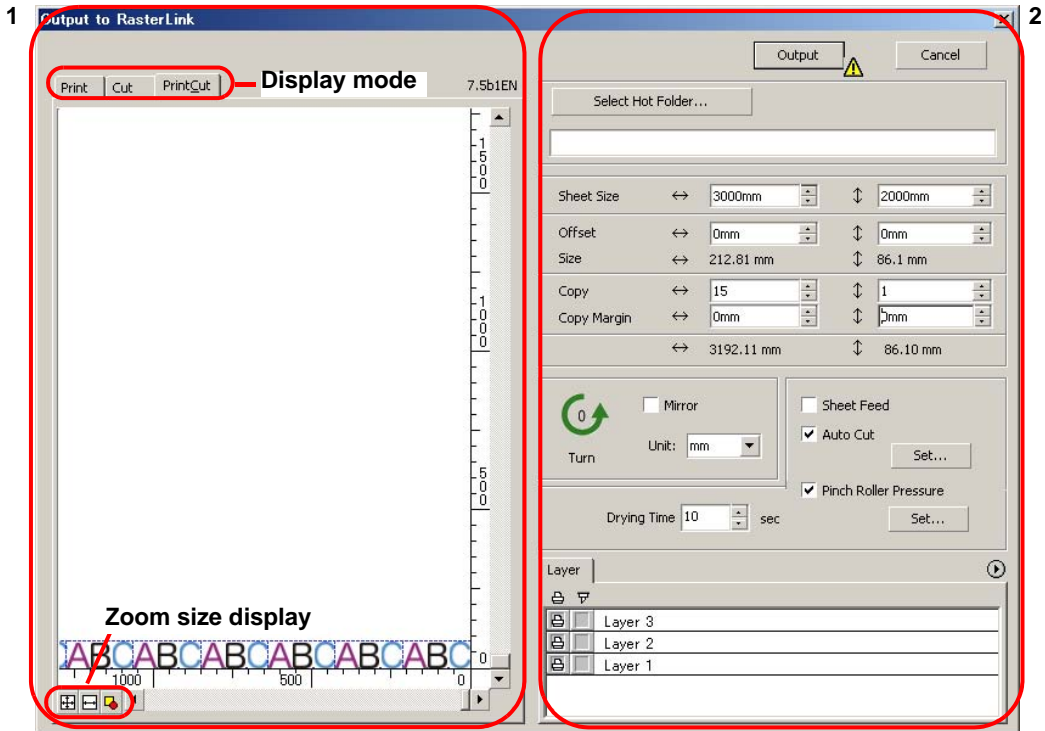 1
2
Output to RasterLink
Print
Cut
PrintCut
Display mode
7.5b1EN
1500
1000
500
0
ABCABCABCABCABCABC
1000
500
0
Zoom size display
Output
Cancel
Select Hot Folder...
Sheet Size ↔ 3000mm ↕ 2000mm
Offset ↔ 0mm ↕ 0mm
Size ↔ 212.81 mm ↕ 86.1 mm
Copy ↔ 15 ↕ 1
Copy Margin ↔ 0mm ↕ 0mm
↔ 3192.11 mm ↕ 86.10 mm
0
Turn
Mirror
Unit: mm
Sheet Feed
Auto Cut
Set...
Pinch Roller Pressure
Set...
Drying Time 10 sec
Layer
Layer 3
Layer 2
Layer 1